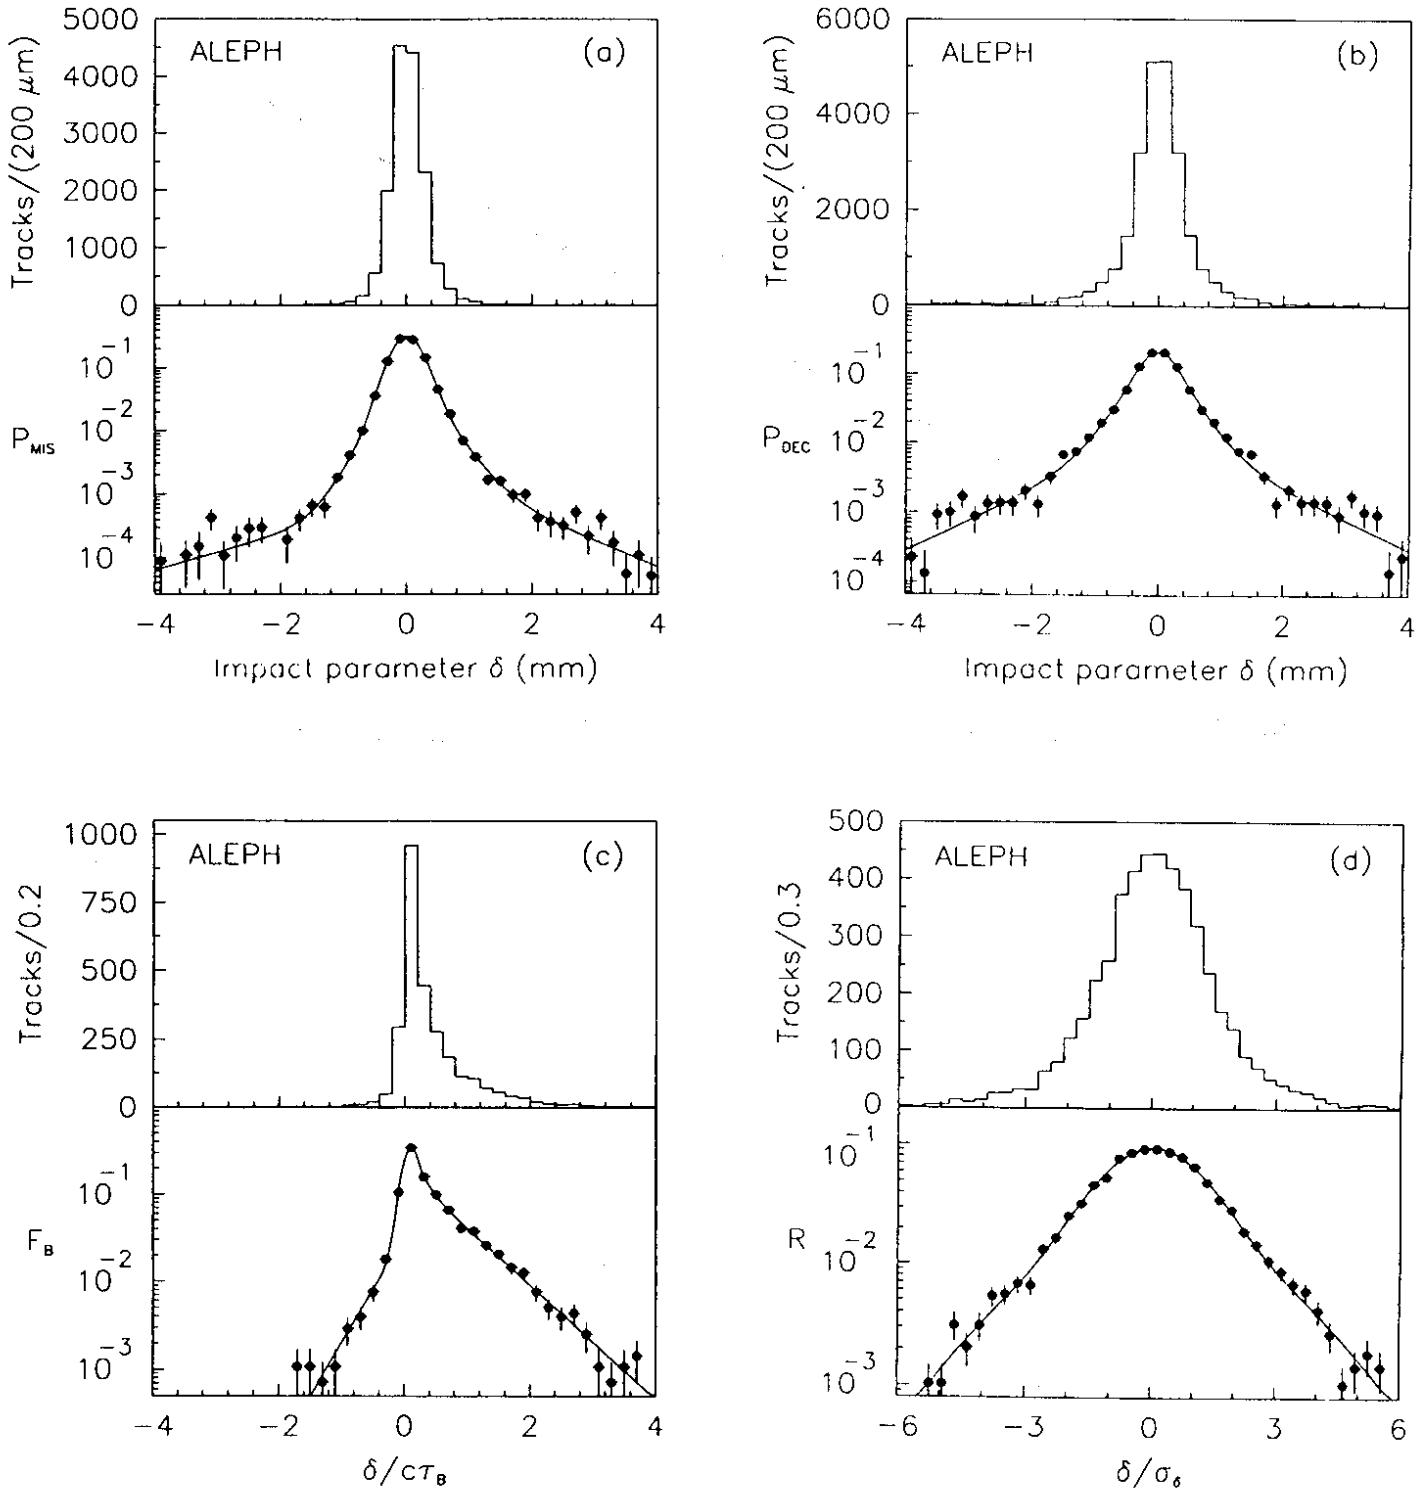 ALEPH (a)
Tracks/(200 μm)
5000
4000
3000
2000
1000
0
P_MIS
10^-1
10^-2
10^-3
10^-4
-4 -2 0 2 4
Impact parameter δ (mm)
ALEPH (b)
Tracks/(200 μm)
6000
4000
2000
0
P_DEC
10^-1
10^-2
10^-3
10^-4
10^-4
-4 -2 0 2 4
Impact parameter δ (mm)
ALEPH (c)
Tracks/0.2
1000
750
500
250
0
F_B
10^-1
10^-2
10^-3
-4 -2 0 2 4
δ/cτ_B
ALEPH (d)
Tracks/0.3
500
400
300
200
100
0
R
10^-1
10^-2
10^-3
-6 -3 0 3 6
δ/σ_δ